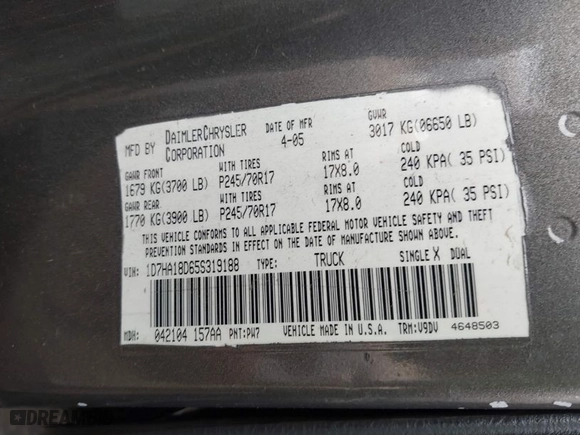 MFD BY DAIMLERCHRYSLER CORPORATION
DATE OF MFR 4-05
GVWR 3017 KG(06650 LB)
GAWR FRONT WITH TIRES RIMS AT COLD
1679 KG(3700 LB) P245/70R17 17X8.0 240 KPA( 35 PSI)
GAWR REAR WITH TIRES RIMS AT COLD
1770 KG(3900 LB) P245/70R17 17X8.0 240 KPA( 35 PSI)
THIS VEHICLE CONFORMS TO ALL APPLICABLE FEDERAL MOTOR VEHICLE SAFETY AND THEFT
PREVENTION STANDARDS IN EFFECT ON THE DATE OF MANUFACTURE SHOWN ABOVE.
VIN: 1D7HA18D65S319188 TYPE: TRUCK SINGLE X DUAL
MDH: 042104 157AA PNT:PW7 VEHICLE MADE IN U.S.A. TRM:V9DV 4648503